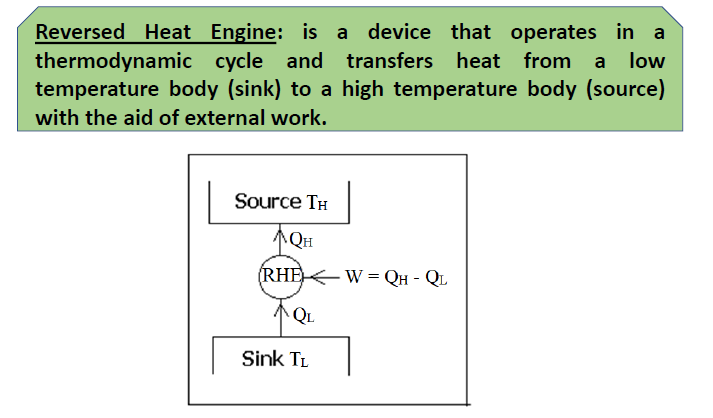 Reversed Heat Engine: is a device that operates in a
thermodynamic cycle and transfers heat from a low
temperature body (sink) to a high temperature body (source)
with the aid of external work.
Source TH
QH
RHE
W = QH - QL
QL
Sink TL